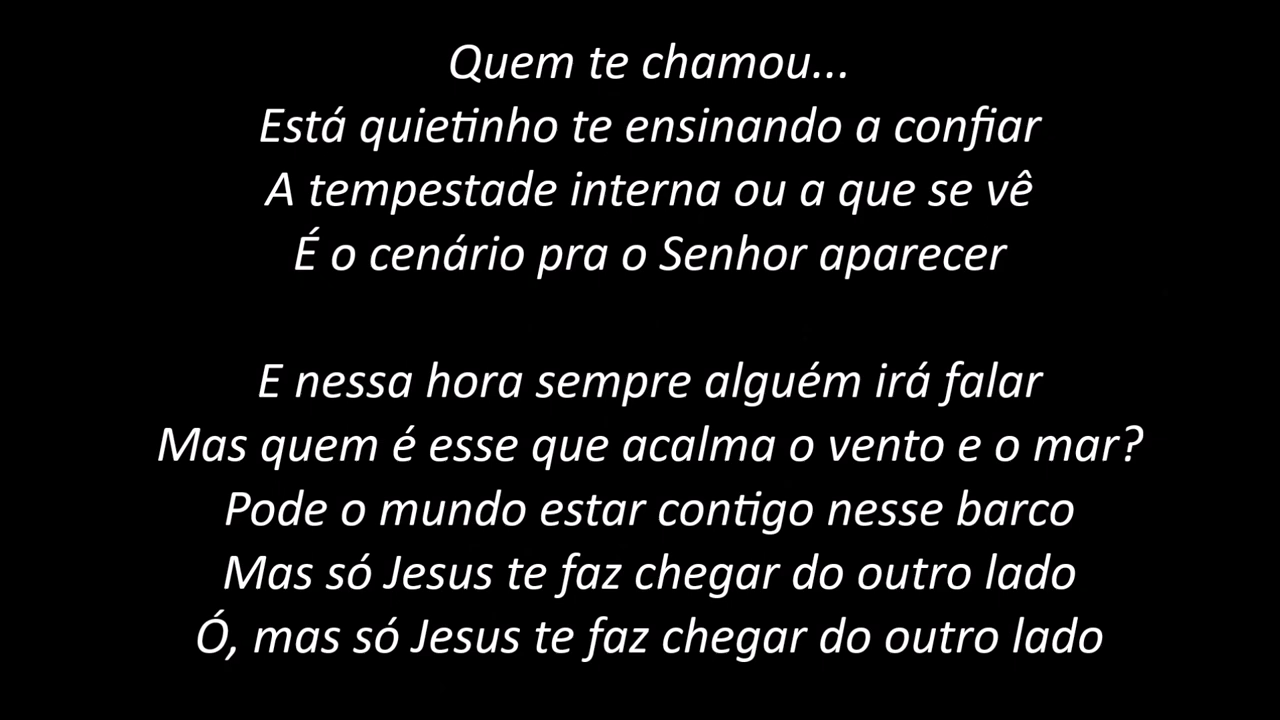 Quem te chamou...
Está quietinho te ensinando a confiar
A tempestade interna ou a que se vê
É o cenário pra o Senhor aparecer
E nessa hora sempre alguém irá falar
Mas quem é esse que acalma o vento e o mar?
Pode o mundo estar contigo nesse barco
Mas só Jesus te faz chegar do outro lado
Ó, mas só Jesus te faz chegar do outro lado